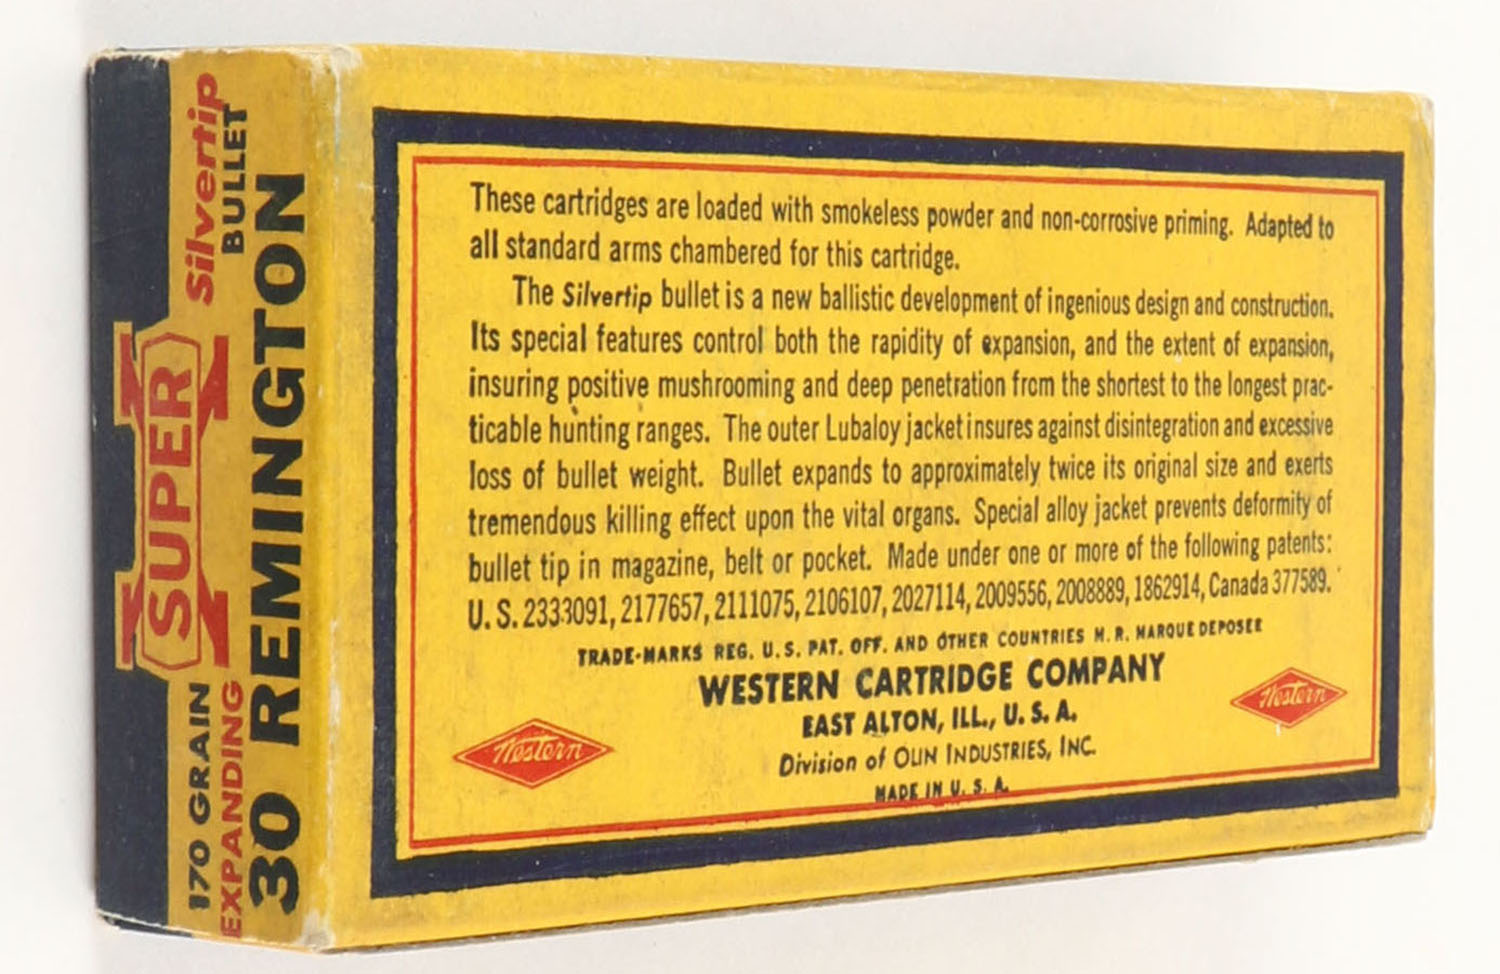 170 GRAIN SUPER X Silvertip
EXPANDING BULLET
30 REMINGTON
These cartridges are loaded with smokeless powder and non-corrosive priming. Adapted to
all standard arms chambered for this cartridge.
The Silvertip bullet is a new ballistic development of ingenious design and construction.
Its special features control both the rapidity of expansion, and the extent of expansion,
insuring positive mushrooming and deep penetration from the shortest to the longest prac-
ticable hunting ranges. The outer Lubaloy jacket insures against disintegration and excessive
loss of bullet weight. Bullet expands to approximately twice its original size and exerts
tremendous killing effect upon the vital organs. Special alloy jacket prevents deformity of
bullet tip in magazine, belt or pocket. Made under one or more of the following patents:
U. S. 2333091, 2177657, 2111075, 2106107, 2027114, 2009556, 2008889, 1862914, Canada 377589.
TRADE-MARKS REG. U.S. PAT. OFF. AND OTHER COUNTRIES M. R. MARQUE DEPOSEE
WESTERN CARTRIDGE COMPANY
EAST ALTON, ILL., U. S. A.
Division of OLIN INDUSTRIES, INC.
MADE IN U. S. A.
Western
Western